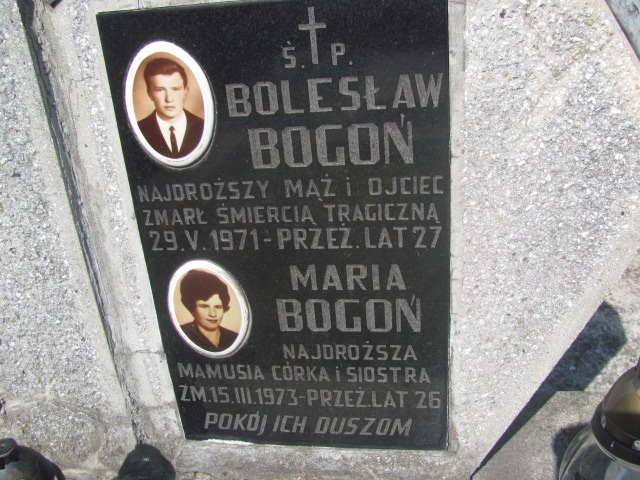 Ś.†P.
BOLESŁAW
BOGOŃ
NAJDROŻSZY MĄŻ i OJCIEC
ZMARŁ ŚMIERCIĄ TRAGICZNĄ
29.V.1971-PRZEŻ.LAT 27
MARIA
BOGOŃ
NAJDROŻSZA
MAMUSIA CÓRKA i SIOSTRA
ZM.15.III.1973-PRZEŻ.LAT 26
POKÓJ ICH DUSZOM